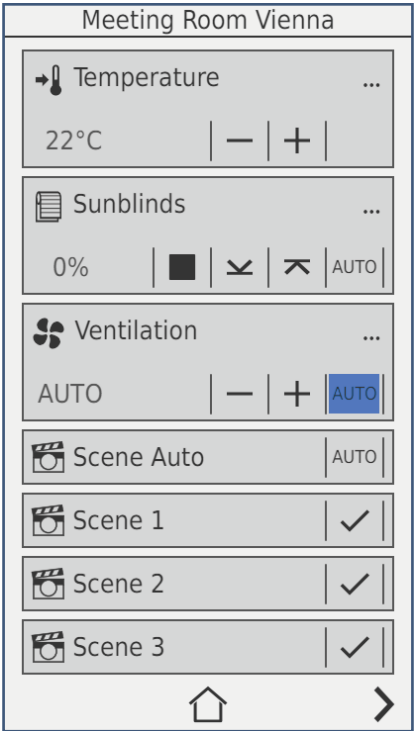 Meeting Room Vienna
Temperature ...
22°C
Sunblinds ...
0% AUTO
Ventilation ...
AUTO AUTO
Scene Auto AUTO
Scene 1
Scene 2
Scene 3